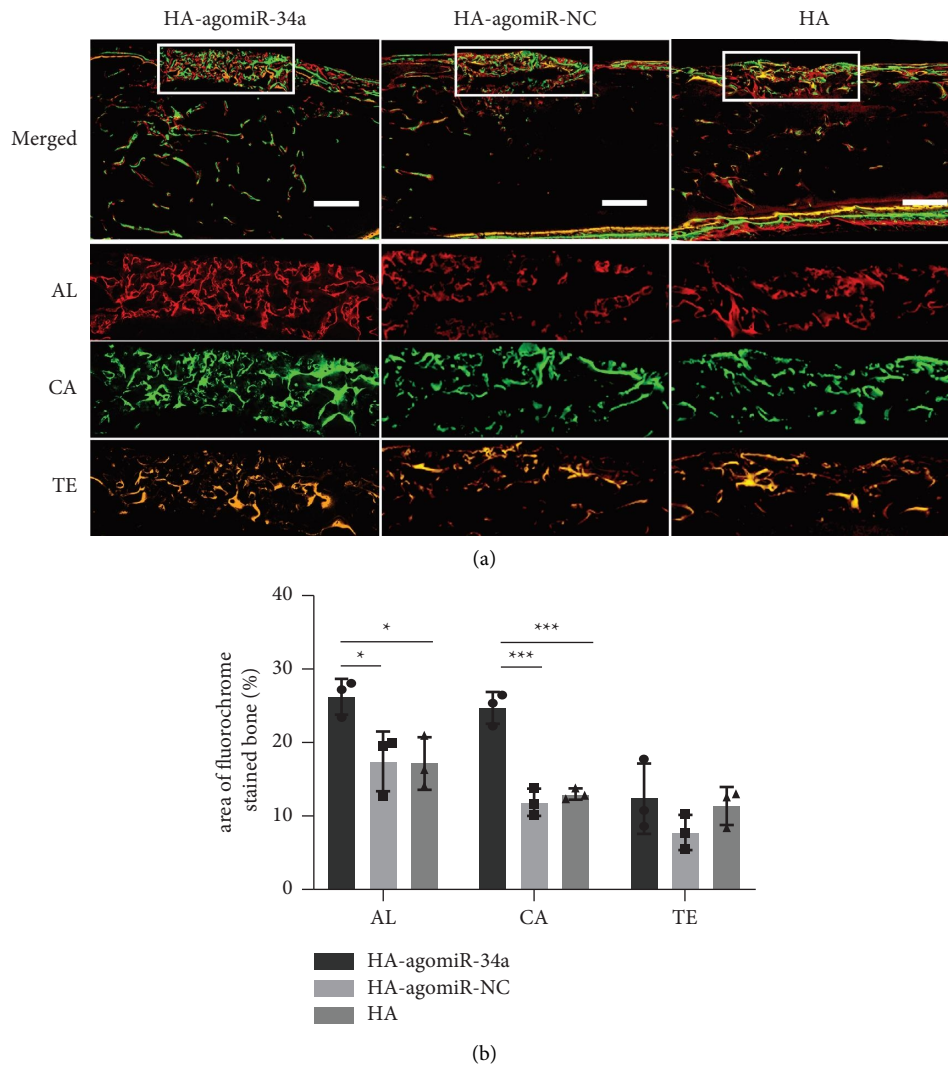 HA-agomiR-34a HA-agomiR-NC HA
Merged
AL
CA
TE
(a)
area of fluorochrome
stained bone (%)
40
30
20
10
0
* *
*** ***
AL CA TE
HA-agomiR-34a
HA-agomiR-NC
HA
(b)